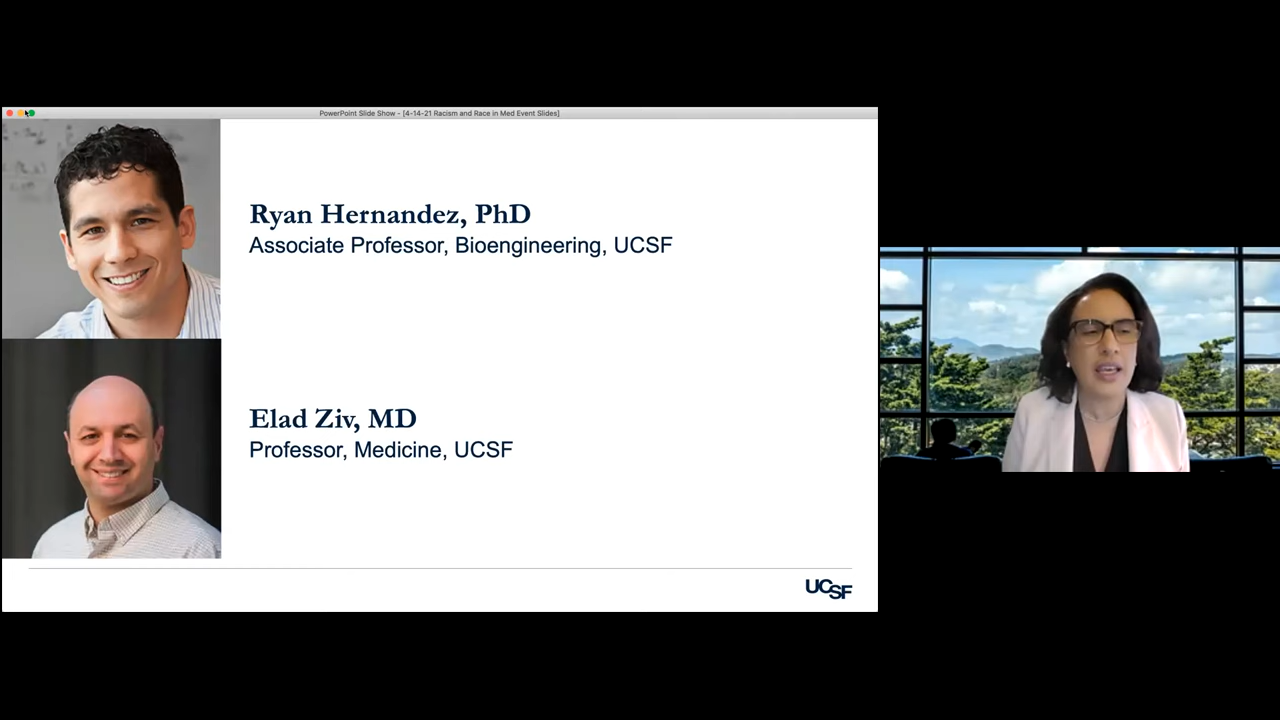 PowerPoint Slide Show - [4-14-21 Racism and Race in Med Event Slides]
Ryan Hernandez, PhD
Associate Professor, Bioengineering, UCSF
Elad Ziv, MD
Professor, Medicine, UCSF
UCSF